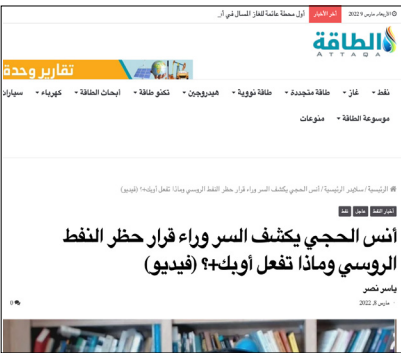 الأربعاء, مارس 9 2022
أخر الأخبار
أول محطة عائمة للغاز المسال في أر
الطاقة
ATTAQA
تقارير وحدة
نفط
غاز
طاقة متجددة
طاقة نووية
هيدروجين
تكنو طاقة
أبحاث الطاقة
كهرباء
سيارات
موسوعة الطاقة
منوعات
الرئيسية / سلايدر الرئيسية / أنس الحجي يكشف السر وراء قرار حظر النفط الروسي وماذا تفعل أوبك+؟ (فيديو)
أخبار النفط
عاجل
نفط
أنس الحجي يكشف السر وراء قرار حظر النفط
الروسي وماذا تفعل أوبك+؟ (فيديو)
ياسر نصر
مارس 8, 2022
0